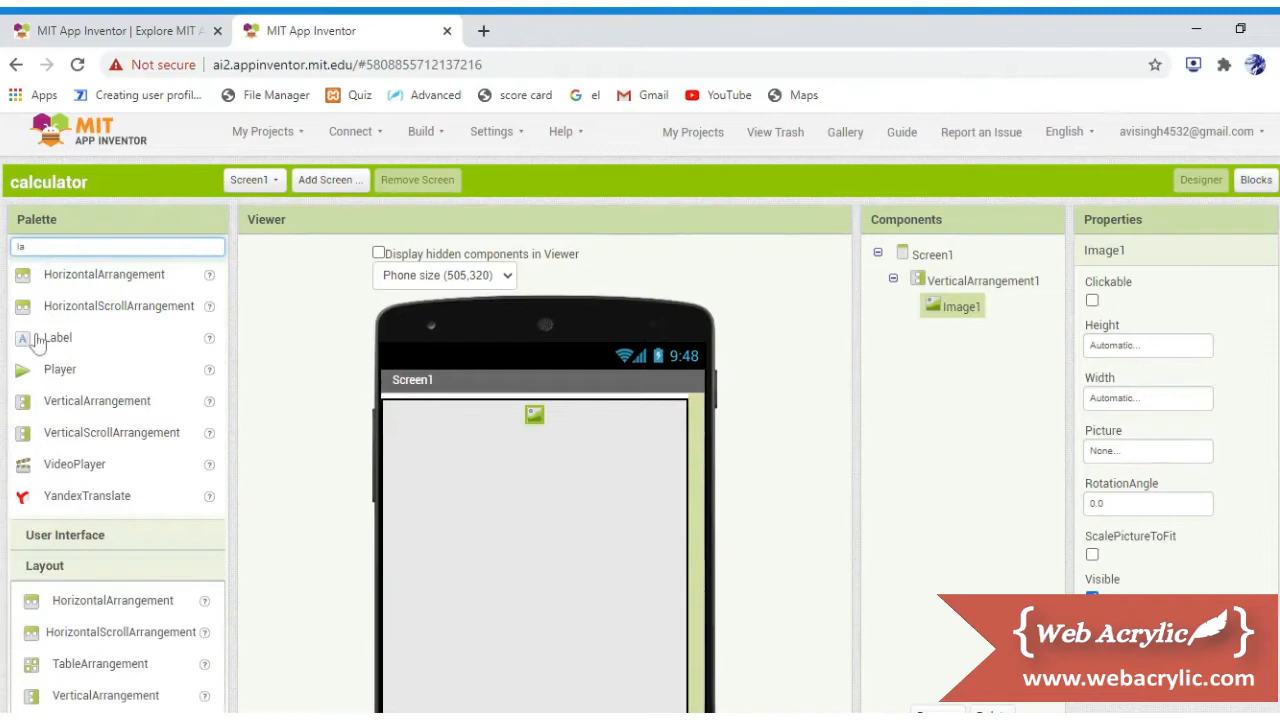 MIT App Inventor | Explore MIT A
MIT App Inventor
Not secure
ai2.appinventor.mit.edu/#5808855712137216
Apps
Creating user profil...
File Manager
Quiz
Advanced
score card
el
Gmail
YouTube
Maps
MIT
APP INVENTOR
My Projects
Connect
Build
Settings
Help
My Projects
View Trash
Gallery
Guide
Report an Issue
English
avisingh4532@gmail.com
calculator
Screen1
Add Screen ...
Remove Screen
Designer
Blocks
Palette
la
HorizontalArrangement
HorizontalScrollArrangement
Label
Player
VerticalArrangement
VerticalScrollArrangement
VideoPlayer
YandexTranslate
User Interface
Layout
HorizontalArrangement
HorizontalScrollArrangement
TableArrangement
VerticalArrangement
Viewer
Display hidden components in Viewer
Phone size (505,320)
9:48
Screen1
Components
Screen1
VerticalArrangement1
Image1
Properties
Image1
Clickable
Height
Automatic...
Width
Automatic...
Picture
None...
RotationAngle
0.0
ScalePictureToFit
Visible
{Web Acrylic}
www.webacrylic.com